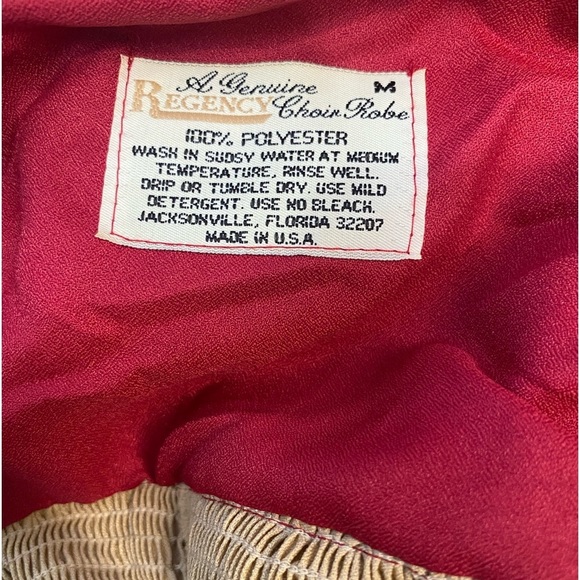 A Genuine M
REGENCY Choir Robe
100% POLYESTER
WASH IN SUDSY WATER AT MEDIUM
TEMPERATURE, RINSE WELL.
DRIP OR TUMBLE DRY. USE MILD
DETERGENT. USE NO BLEACH.
JACKSONVILLE, FLORIDA 32207
MADE IN U.S.A.